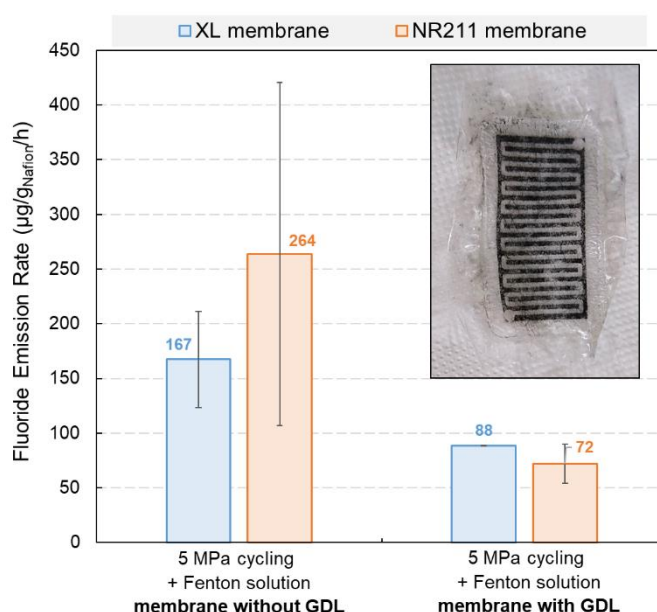 XL membrane NR211 membrane
Fluoride Emission Rate (µg/gNafion/h)
450
400
350
300
250
200
150
100
50
0
167
264
88
72
5 MPa cycling
+ Fenton solution
membrane without GDL
5 MPa cycling
+ Fenton solution
membrane with GDL